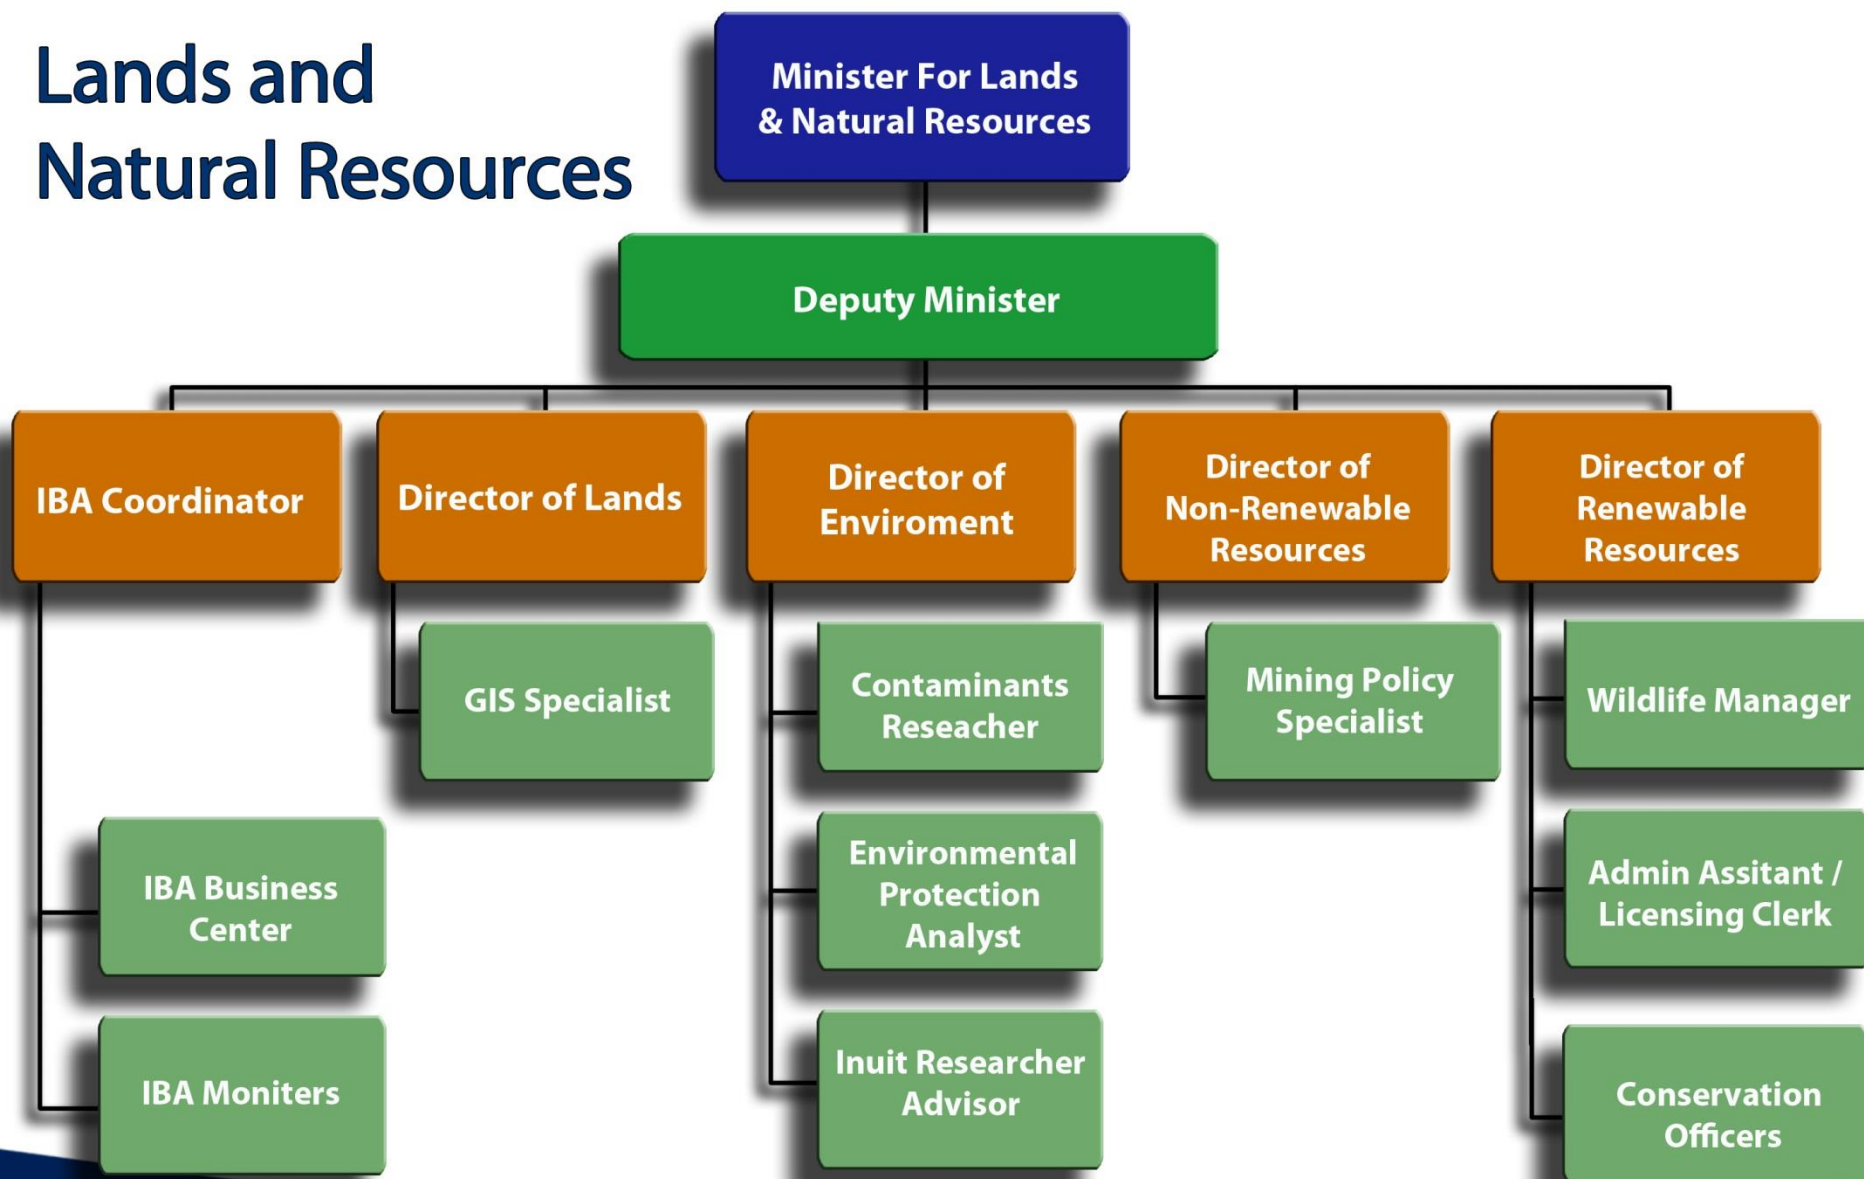 Lands and
Natural Resources
Minister For Lands
& Natural Resources
Deputy Minister
IBA Coordinator
Director of Lands
Director of
Enviroment
Director of
Non-Renewable
Resources
Director of
Renewable
Resources
GIS Specialist
Contaminants
Reseacher
Mining Policy
Specialist
Wildlife Manager
IBA Business
Center
Environmental
Protection
Analyst
Admin Assitant /
Licensing Clerk
IBA Moniters
Inuit Researcher
Advisor
Conservation
Officers